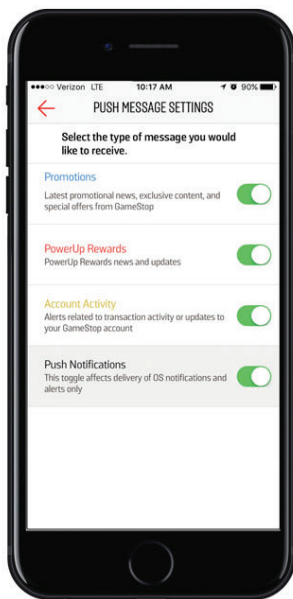 ●●●○○ Verizon LTE 10:17 AM 90%
PUSH MESSAGE SETTINGS
Select the type of message you would
like to receive.
Promotions
Latest promotional news, exclusive content, and
special offers from GameStop
PowerUp Rewards
PowerUp Rewards news and updates
Account Activity
Alerts related to transaction activity or updates to
your GameStop account
Push Notifications
This toggle affects delivery of OS notifications and
alerts only